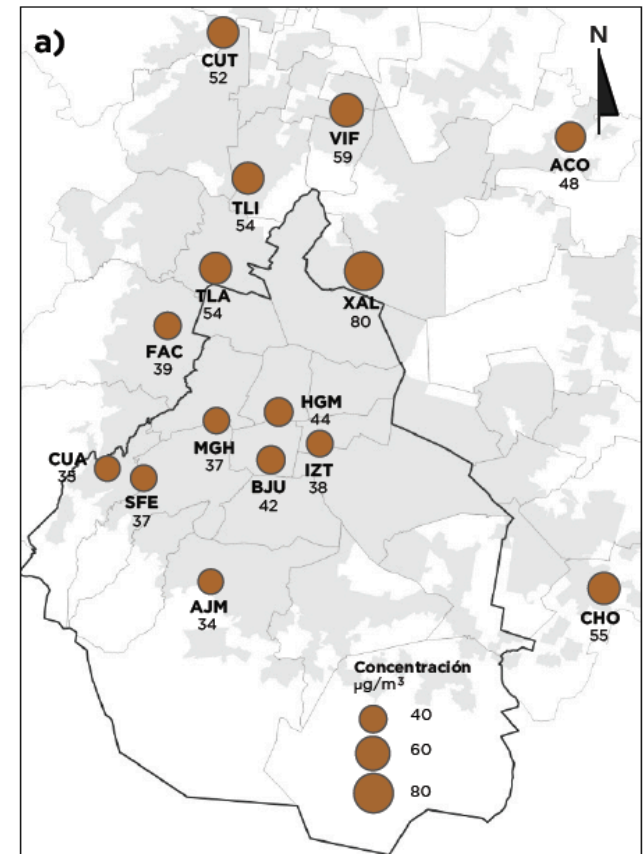 a)
N
CUT
52
VIF
59
ACO
48
TLI
54
TLA
54
XAL
80
FAC
39
HGM
44
MGH
37
IZT
38
BJU
42
CUA
35
SFE
37
AJM
34
CHO
55
Concentración
µg/m³
40
60
80